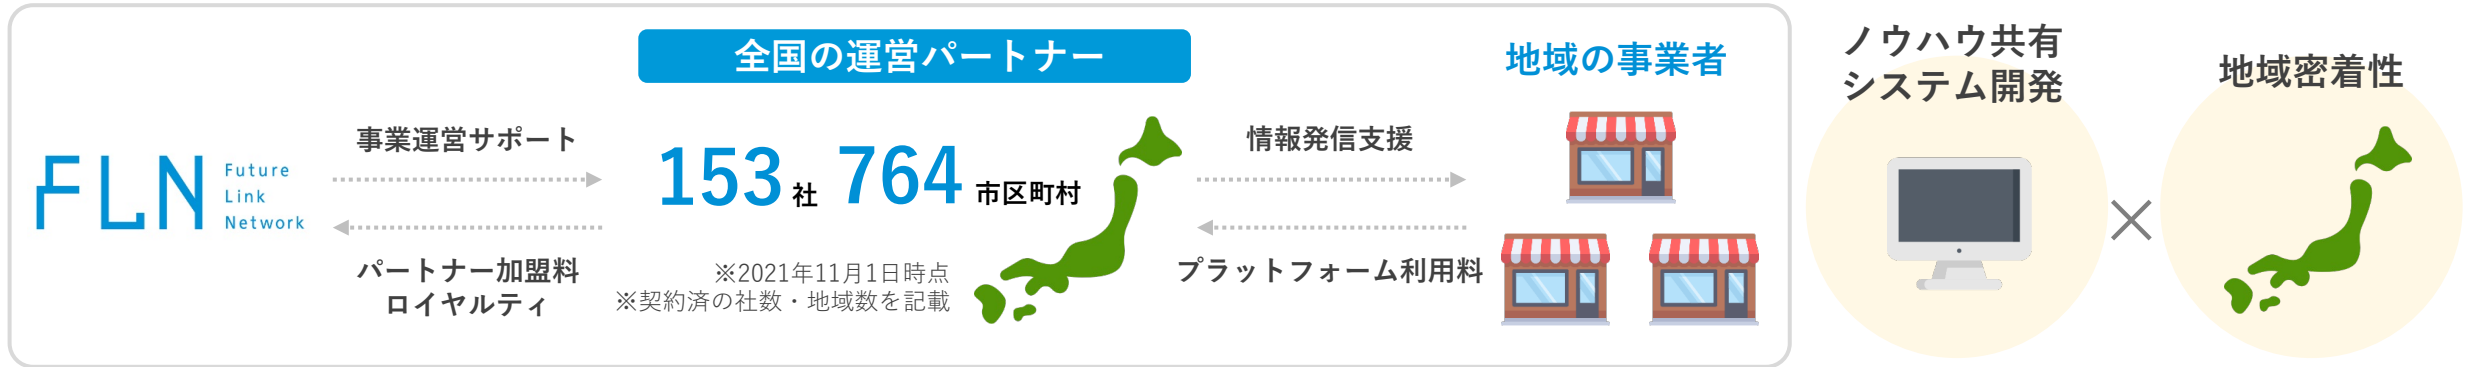 全国の運営パートナー
地域の事業者
ノウハウ共有
システム開発
地域密着性
事業運営サポート
情報発信支援
FLN
Future
Link
Network
153社 764市区町村
パートナー加盟料
ロイヤルティ
プラットフォーム利用料
※2021年11月1日時点
※契約済の社数・地域数を記載
×